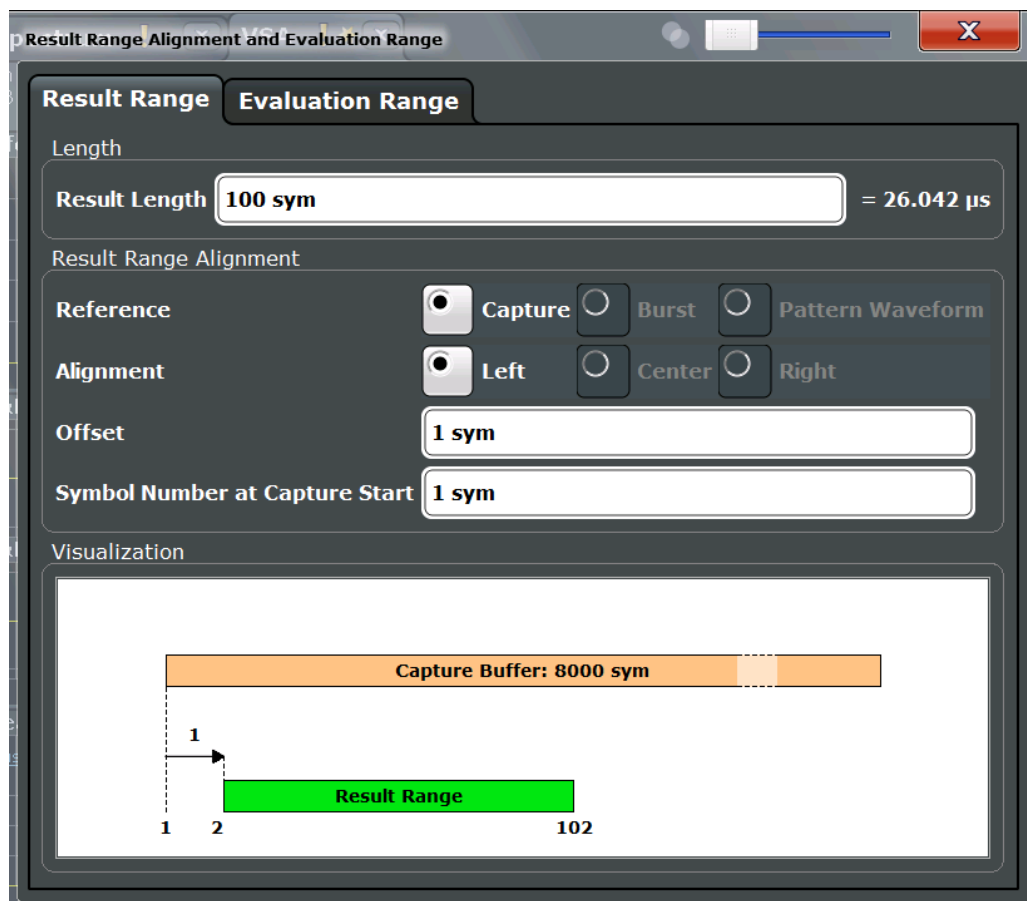 Result Range Alignment and Evaluation Range
X
Result Range Evaluation Range
Length
Result Length 100 sym = 26.042 µs
Result Range Alignment
Reference Capture Burst Pattern Waveform
Alignment Left Center Right
Offset 1 sym
Symbol Number at Capture Start 1 sym
Visualization
Capture Buffer: 8000 sym
1
Result Range
1 2 102